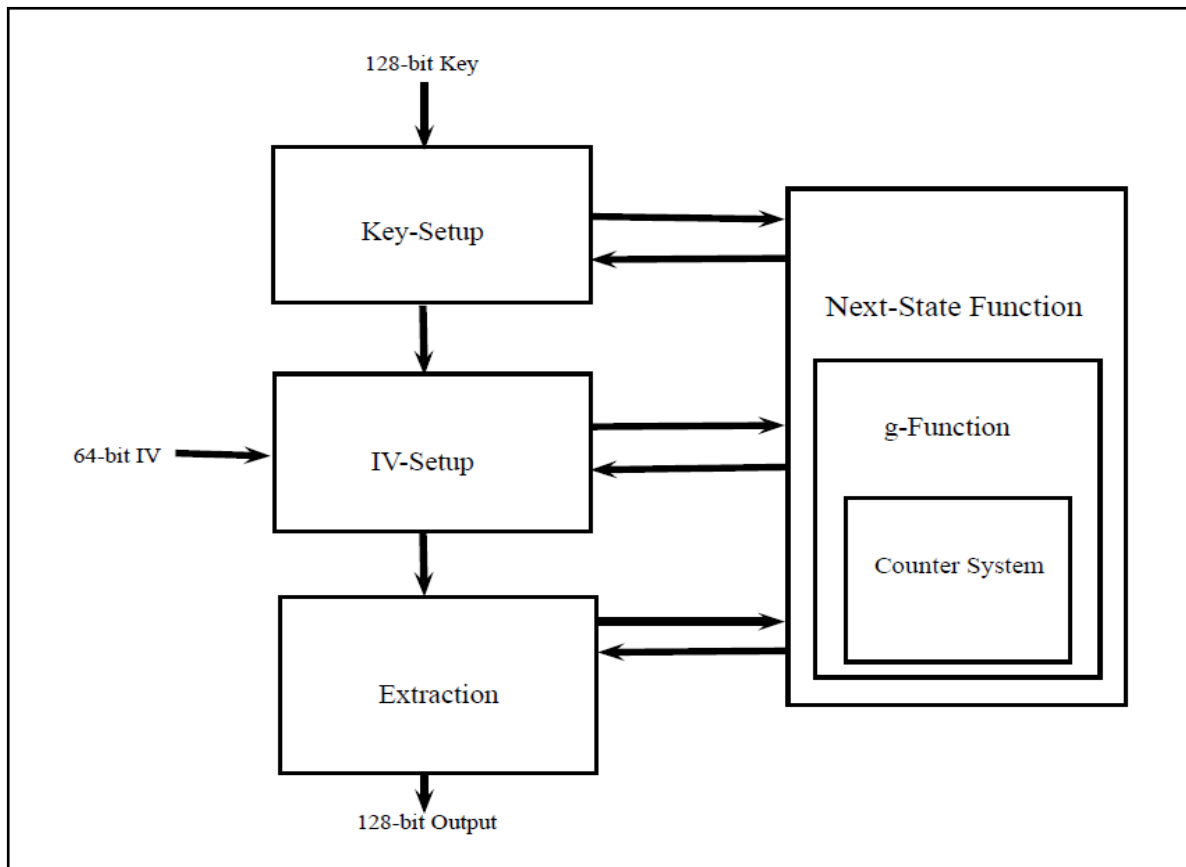 128-bit Key
Key-Setup
Next-State Function
g-Function
64-bit IV
IV-Setup
Counter System
Extraction
128-bit Output